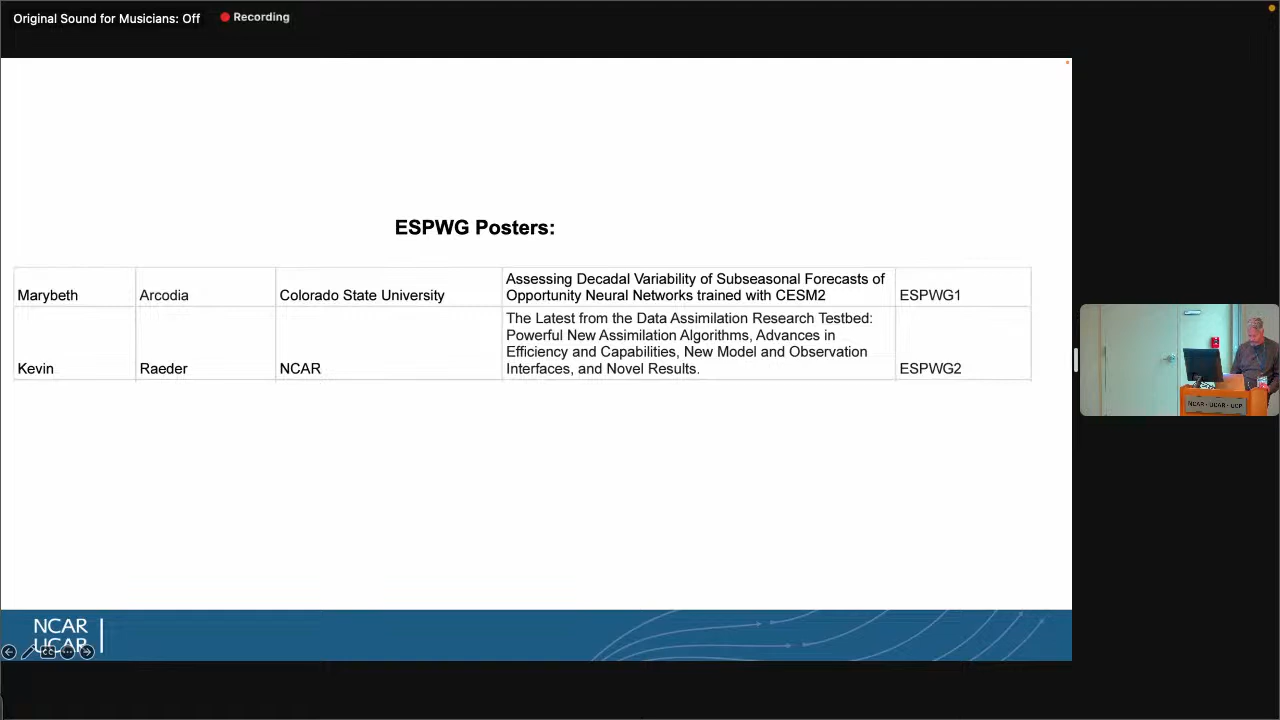 Original Sound for Musicians: Off
Recording
ESPWG Posters:
Marybeth
Arcodia
Colorado State University
Assessing Decadal Variability of Subseasonal Forecasts of
Opportunity Neural Networks trained with CESM2
ESPWG1
Kevin
Raeder
NCAR
The Latest from the Data Assimilation Research Testbed:
Powerful New Assimilation Algorithms, Advances in
Efficiency and Capabilities, New Model and Observation
Interfaces, and Novel Results.
ESPWG2
NCAR • UCAR • UCP
NCAR
UCAR